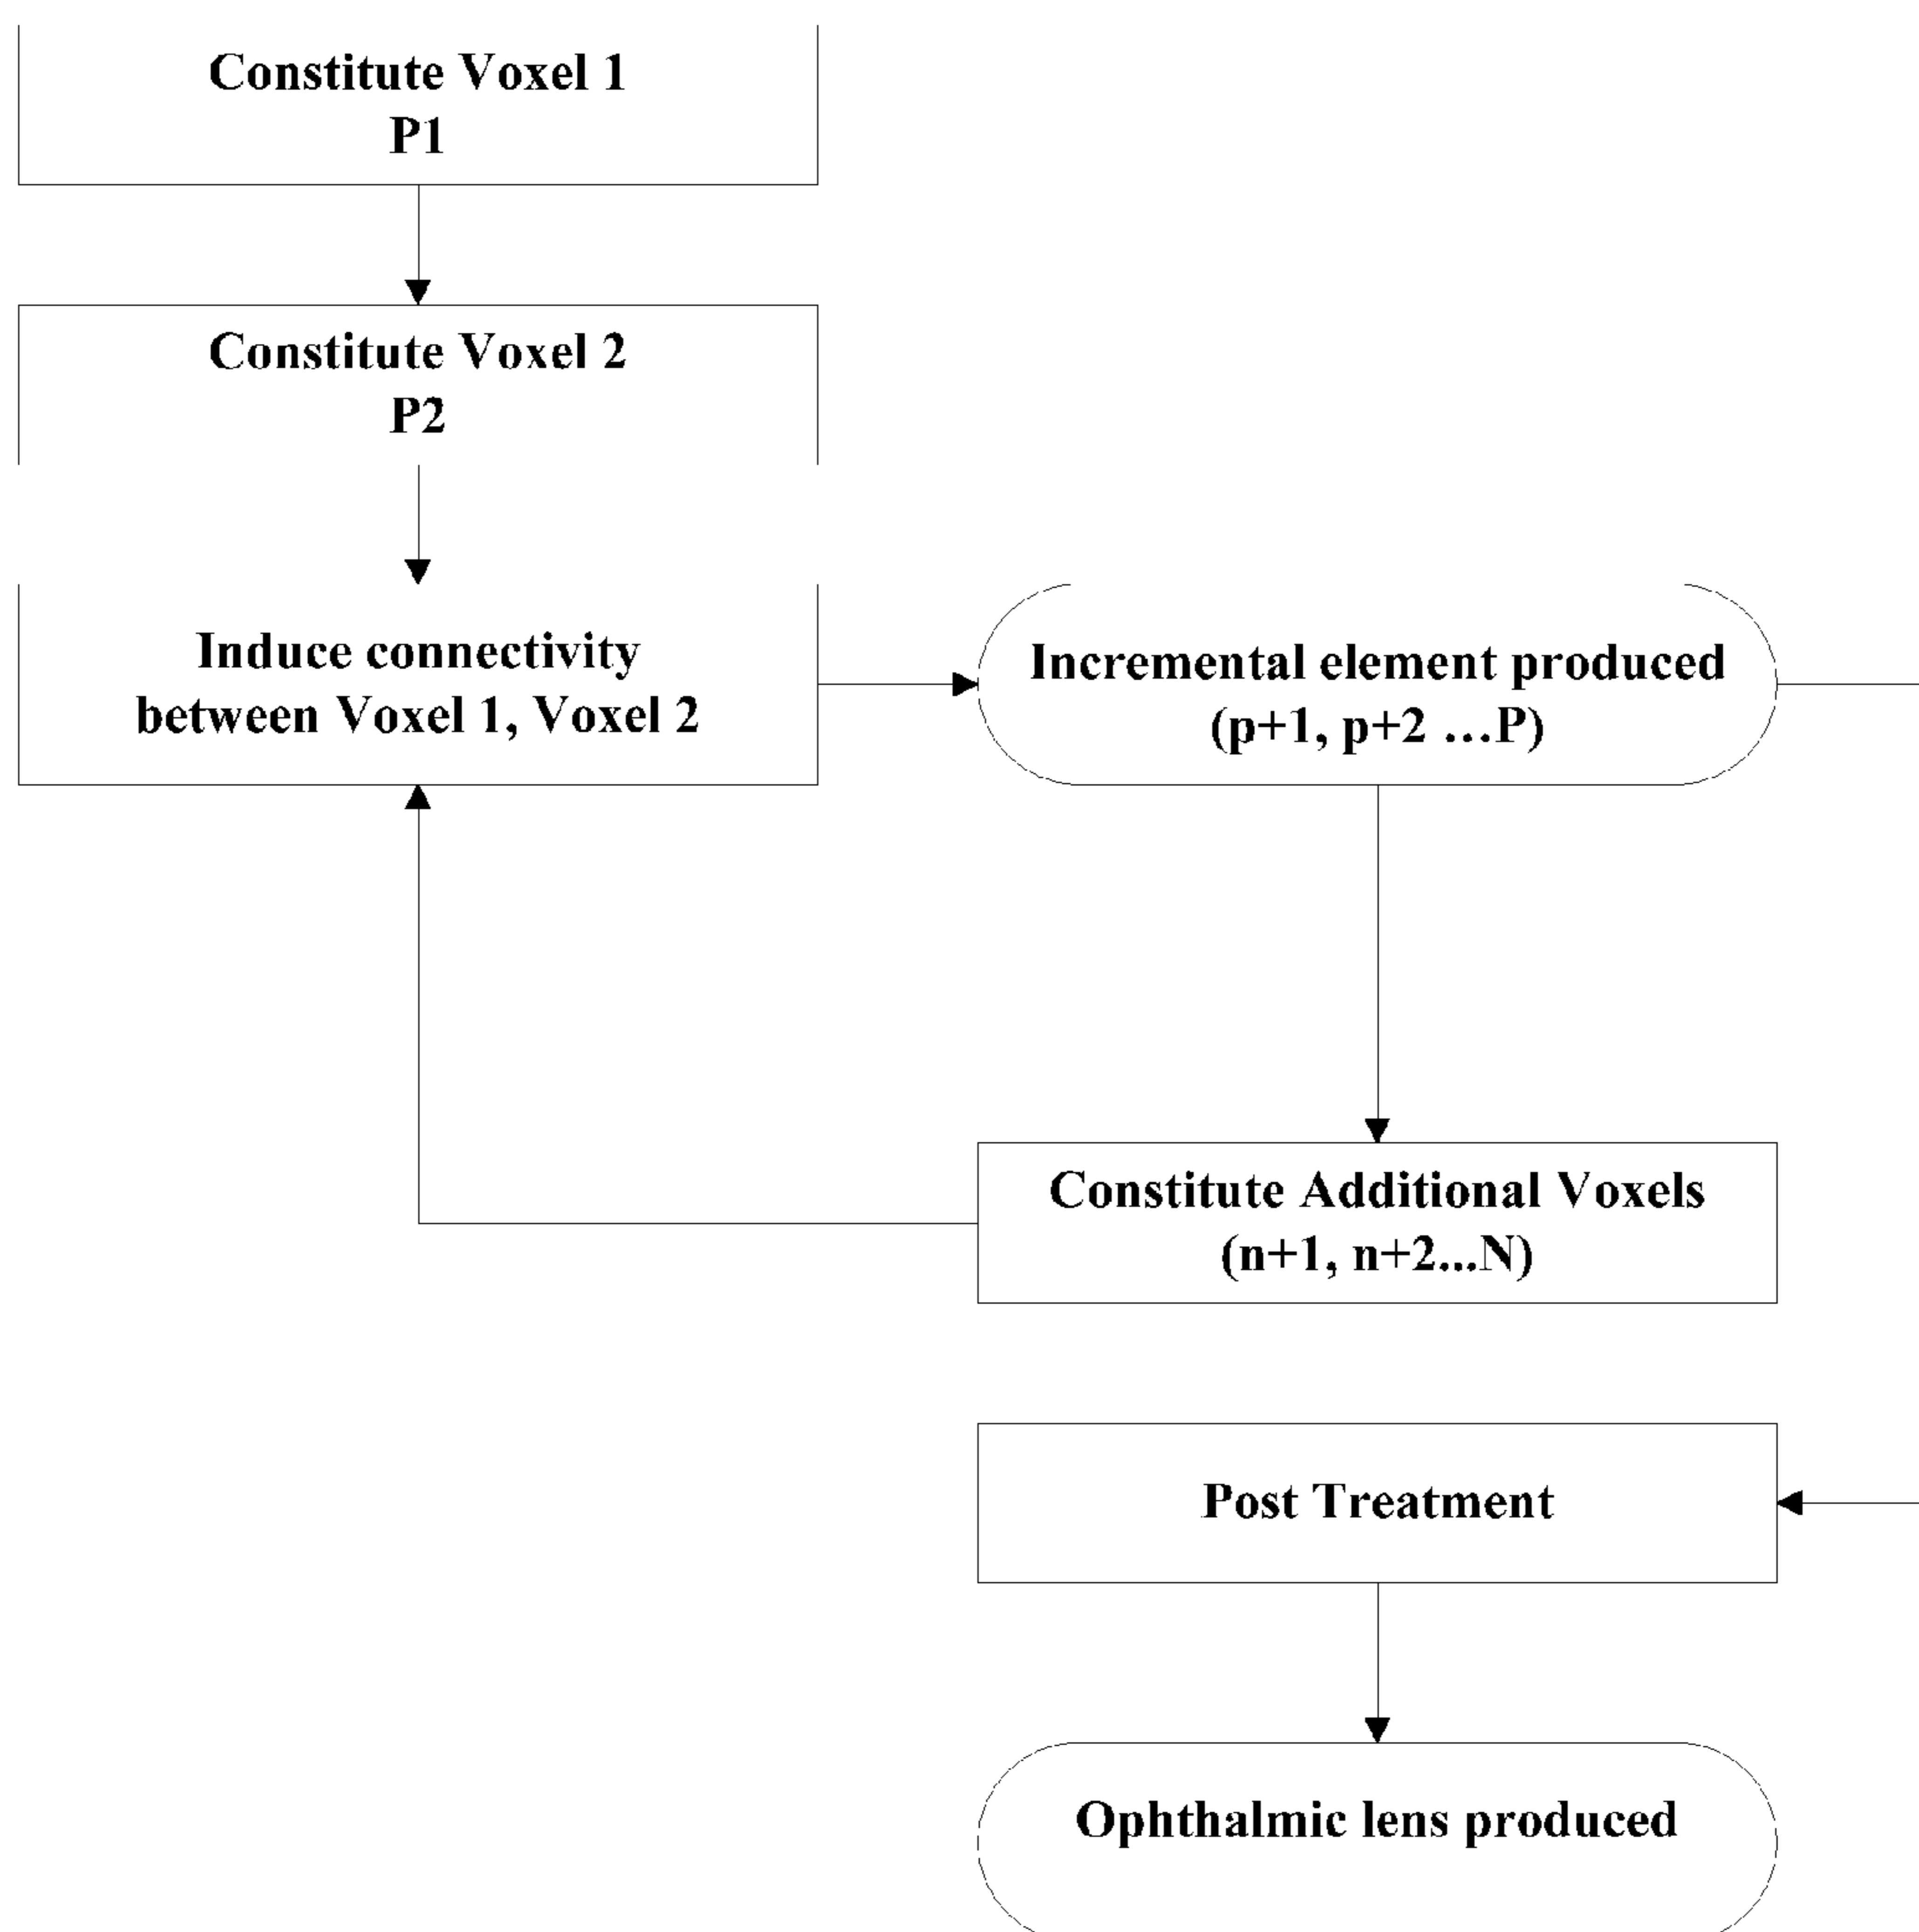 Constitute Voxel 1
P1
Constitute Voxel 2
P2
Induce connectivity
between Voxel 1, Voxel 2
Incremental element produced
(p+1, p+2 …P)
Constitute Additional Voxels
(n+1, n+2...N)
Post Treatment
Ophthalmic lens produced